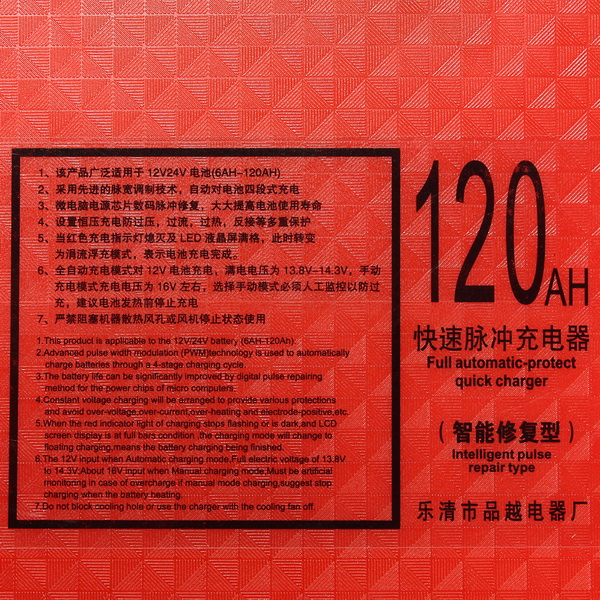 1、该产品广泛适用于 12V24V 电池(6AH~120AH)
2、采用先进的脉宽调制技术，自动对电池四段式充电
3、微电脑电源芯片数码脉冲修复，大大提高电池使用寿命
4、设置恒压充电防过压，过流，过热，反接等多重保护
5、当红色充电指示灯熄灭及 LED 液晶屏满格，此时转变
为涓流浮充模式，表示电池充电完成。
6、全自动充电模式对 12V 电池充电，满电电压为 13.8V~14.3V，手动
充电模式充电电压为 16V 左右，选择手动模式必须人工监控以防过
充，建议电池发热前停止充电
7、严禁阻塞机器散热风孔或风机停止状态使用
1.This product is applicable to the 12V/24V battery (6AH-120Ah).
2.Advanced pulse width modulation (PWM)technology is used to automatically
charge batteries through a 4-stage charging cycle.
3.The battery life can be significantly improved by digital pulse repairing
method for the power chips of micro computers.
4.Constant voltage charging will be arranged to provide various protections
and avoid over-voltage,over-current,over-heating and electrode-positive,etc.
5.When the red indicator light of charging stops flashing or is dark,and LCD
screen display is at full bars condition ,the charging mode will change to
floating charging,means the battery charging being finished.
6.The 12V input when Automatic charging mode,Full electric voltage of 13.8V
to 14.3V;About 16V input when Manual charging mode,Must be artificial
monitoring in case of overcharge if manual mode charging,suggest stop
charging when the battery heating.
7.Do not block cooling hole or use the charger with the cooling fan off.
120AH
快速脉冲充电器
Full automatic-protect
quick charger
（智能修复型）
Intelligent pulse
repair type
乐清市品越电器厂